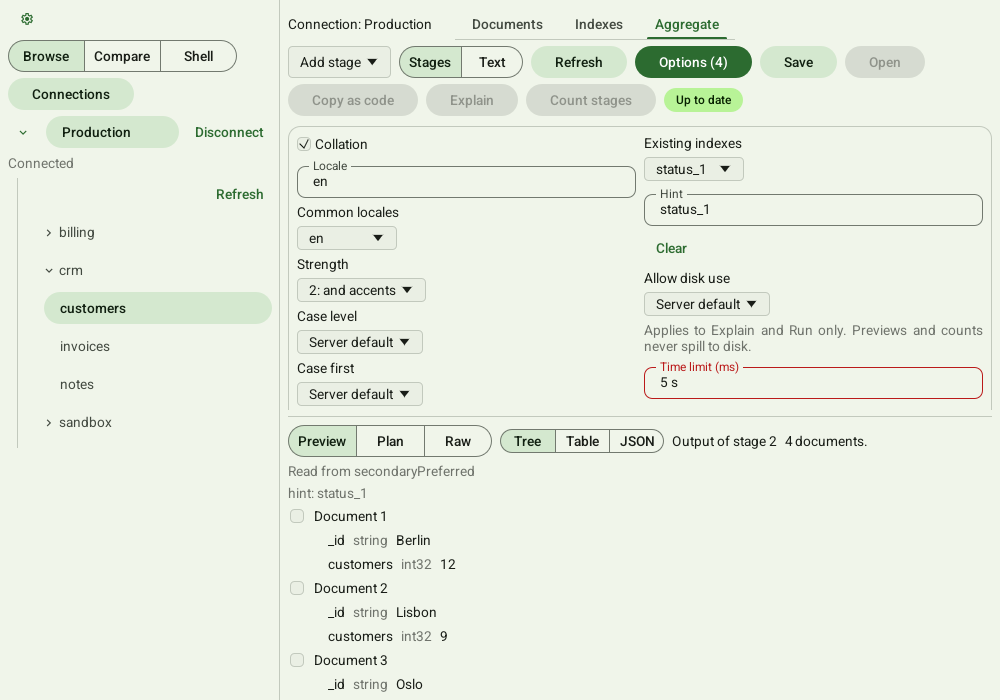 Browse Compare Shell
Connections
Production Disconnect
Connected
Refresh
billing
crm
customers
invoices
notes
sandbox
Connection: Production Documents Indexes Aggregate
Add stage Stages Text Refresh Options (4) Save Open
Copy as code Explain Count stages Up to date
Collation
Locale
en
Common locales
en
Strength
2: and accents
Case level
Server default
Case first
Server default
Existing indexes
status_1
Hint
status_1
Clear
Allow disk use
Server default
Applies to Explain and Run only. Previews and counts
never spill to disk.
Time limit (ms)
5 s
Preview Plan Raw Tree Table JSON Output of stage 2 4 documents.
Read from secondaryPreferred
hint: status_1
Document 1
_id string Berlin
customers int32 12
Document 2
_id string Lisbon
customers int32 9
Document 3
_id string Oslo